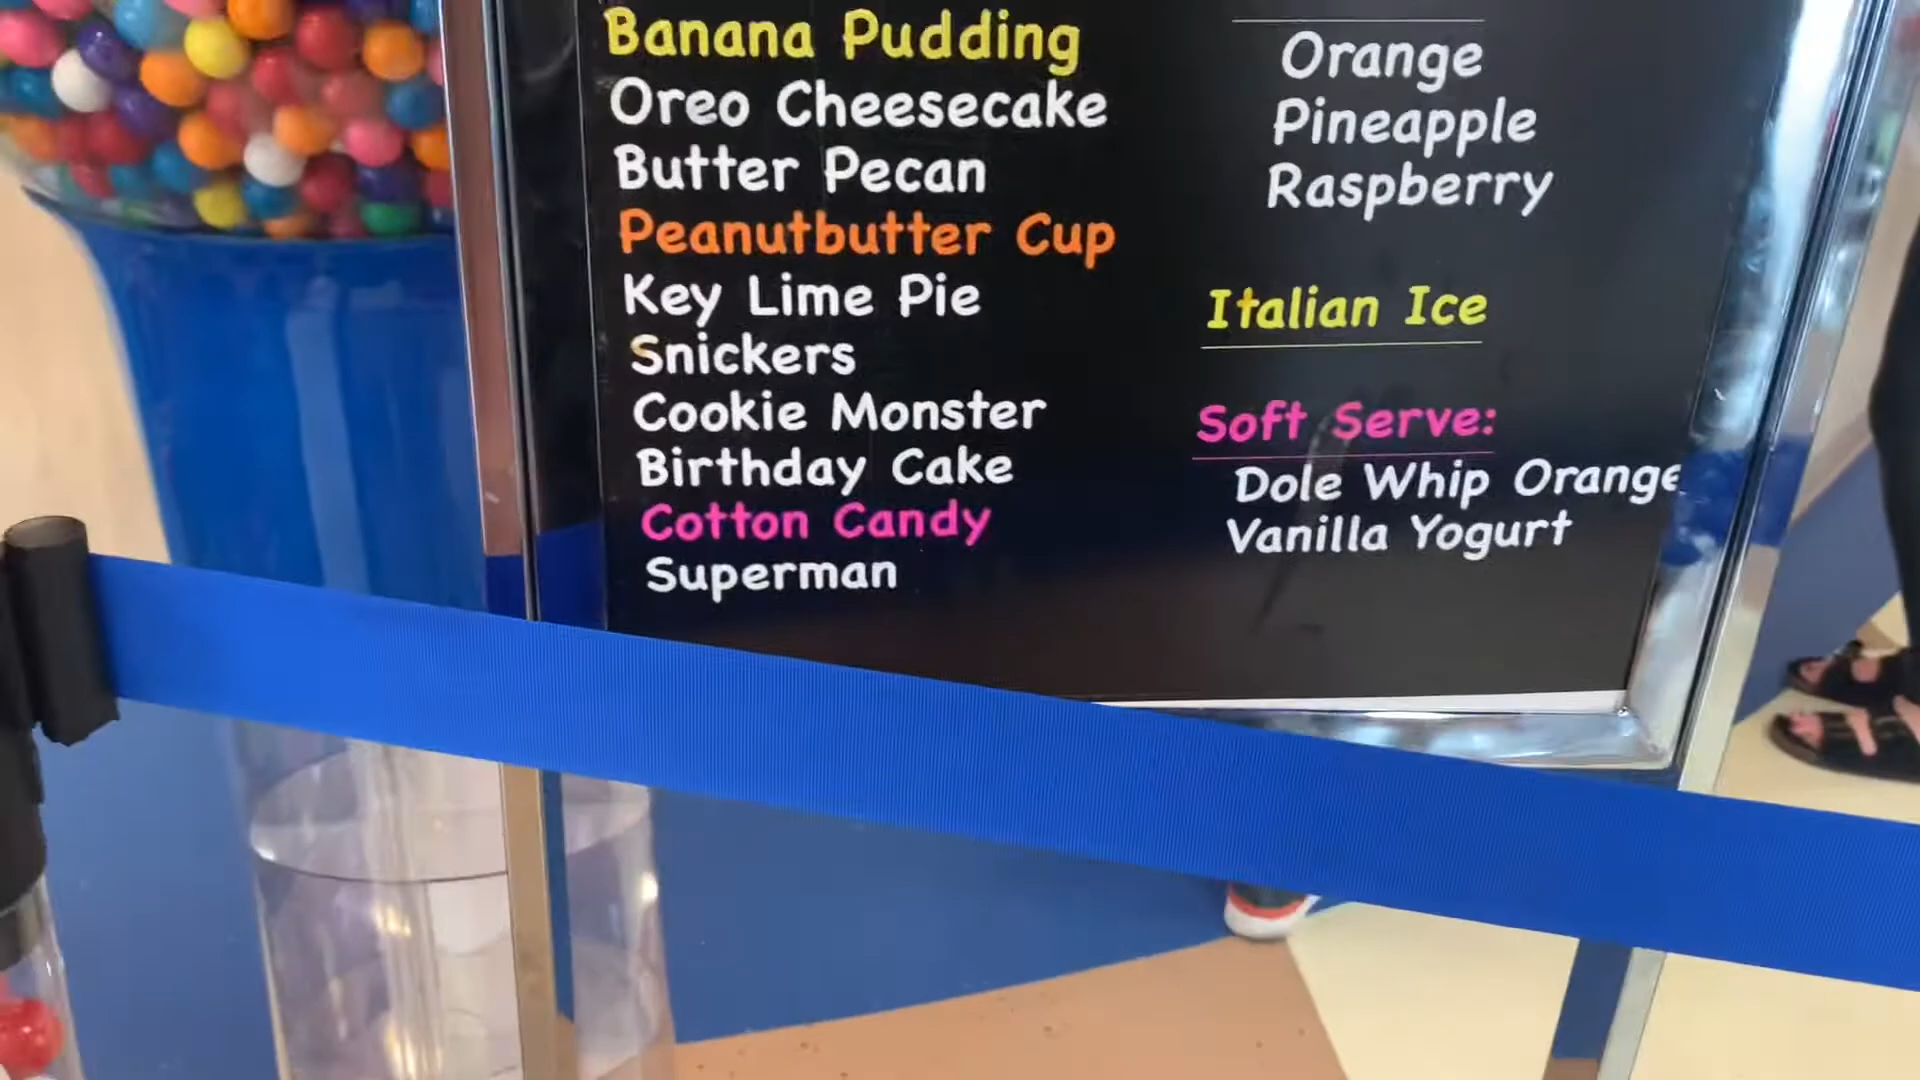 Banana Pudding
Oreo Cheesecake
Butter Pecan
Peanutbutter Cup
Key Lime Pie
Snickers
Cookie Monster
Birthday Cake
Cotton Candy
Superman
Orange
Pineapple
Raspberry
Italian Ice
Soft Serve:
Dole Whip Orange
Vanilla Yogurt